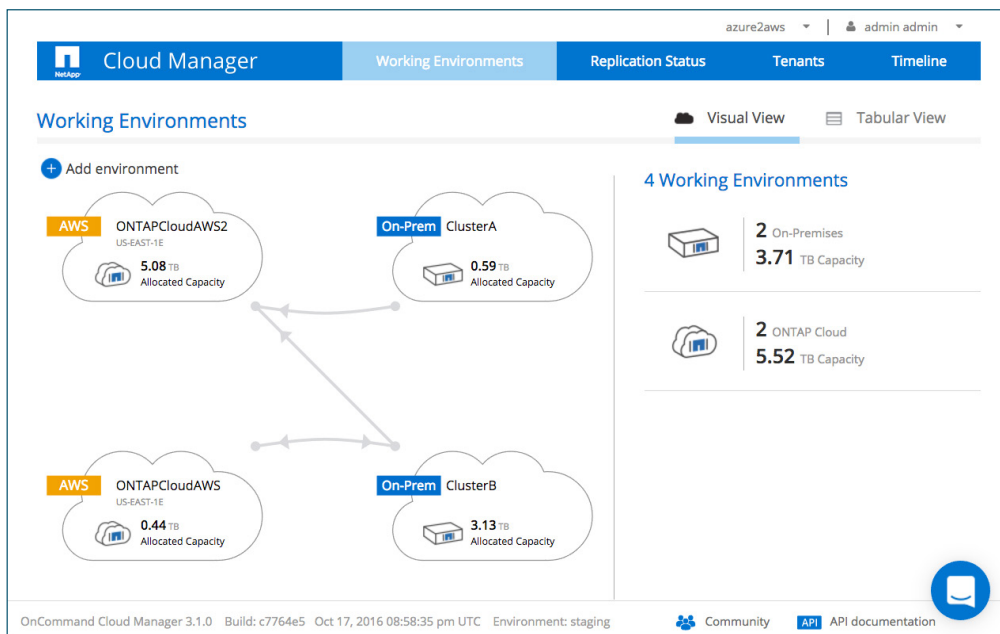 azure2aws admin admin
NetApp Cloud Manager Working Environments Replication Status Tenants Timeline
Working Environments Visual View Tabular View
Add environment
AWS ONTAPCloudAWS2
US-EAST-1E
5.08 TB
Allocated Capacity
On-Prem ClusterA
0.59 TB
Allocated Capacity
AWS ONTAPCloudAWS
US-EAST-1E
0.44 TB
Allocated Capacity
On-Prem ClusterB
3.13 TB
Allocated Capacity
4 Working Environments
2 On-Premises
3.71 TB Capacity
2 ONTAP Cloud
5.52 TB Capacity
OnCommand Cloud Manager 3.1.0 Build: c7764e5 Oct 17, 2016 08:58:35 pm UTC Environment: staging Community API API documentation